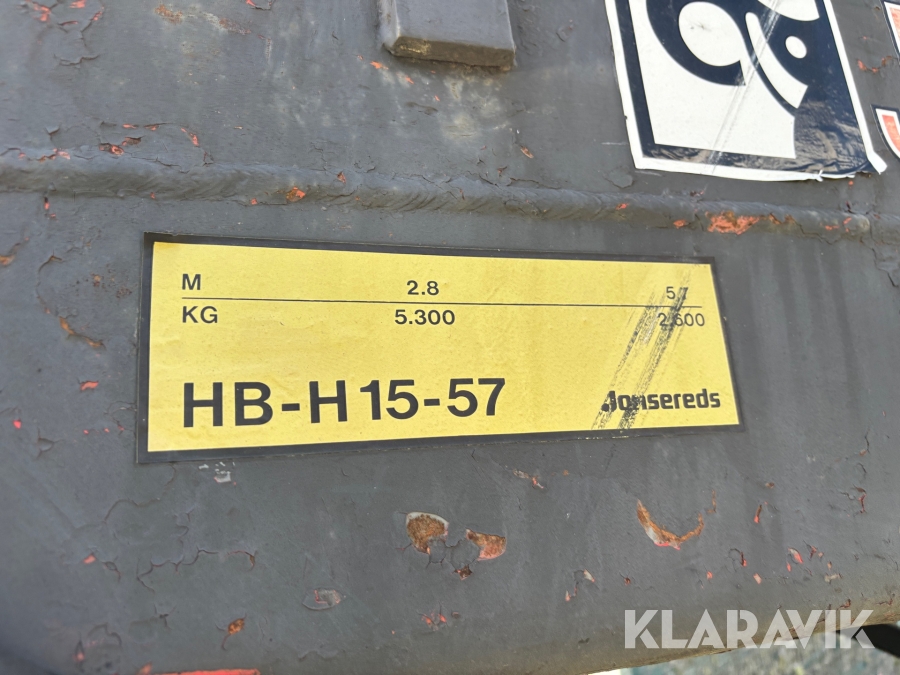 M 2.8 5.7
KG 5.300 2.600
HB-H 15-57 Jonsereds
KLARAVIK